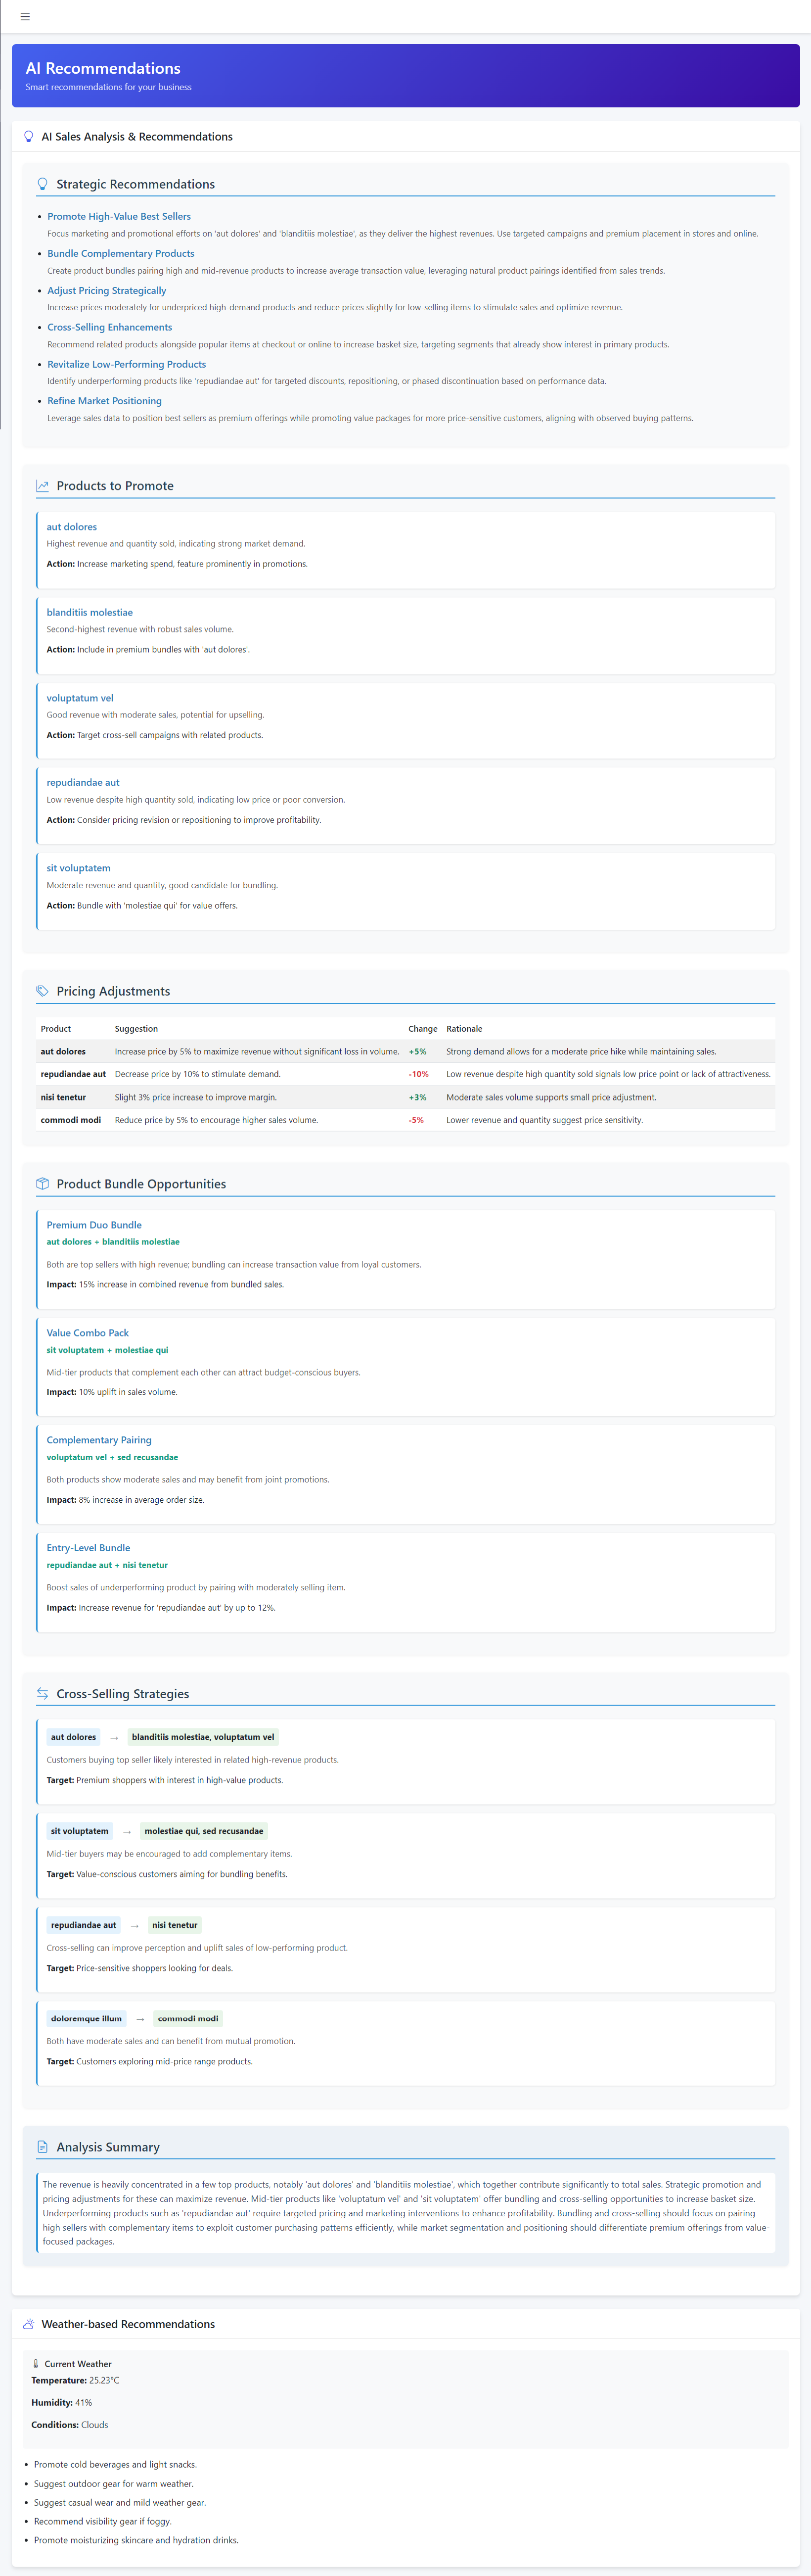 AI Recommendations
Smart recommendations for your business
AI Sales Analysis & Recommendations
Strategic Recommendations
• Promote High-Value Best Sellers
Focus marketing and promotional efforts on 'aut dolores' and 'blanditiis molestiae', as they deliver the highest revenues. Use targeted campaigns and premium placement in stores and online.
• Bundle Complementary Products
Create product bundles pairing high and mid-revenue products to increase average transaction value, leveraging natural product pairings identified from sales trends.
• Adjust Pricing Strategically
Increase prices moderately for underpriced high-demand products and reduce prices slightly for low-selling items to stimulate sales and optimize revenue.
• Cross-Selling Enhancements
Recommend related products alongside popular items at checkout or online to increase basket size, targeting segments that already show interest in primary products.
• Revitalize Low-Performing Products
Identify underperforming products like 'repudiandae aut' for targeted discounts, repositioning, or phased discontinuation based on performance data.
• Refine Market Positioning
Leverage sales data to position best sellers as premium offerings while promoting value packages for more price-sensitive customers, aligning with observed buying patterns.
Products to Promote
aut dolores
Highest revenue and quantity sold, indicating strong market demand.
Action: Increase marketing spend, feature prominently in promotions.
blanditiis molestiae
Second-highest revenue with robust sales volume.
Action: Include in premium bundles with 'aut dolores'.
voluptatum vel
Good revenue with moderate sales, potential for upselling.
Action: Target cross-sell campaigns with related products.
repudiandae aut
Low revenue despite high quantity sold, indicating low price or poor conversion.
Action: Consider pricing revision or repositioning to improve profitability.
sit voluptatem
Moderate revenue and quantity, good candidate for bundling.
Action: Bundle with 'molestiae qui' for value offers.
Pricing Adjustments
Product Suggestion Change Rationale
aut dolores Increase price by 5% to maximize revenue without significant loss in volume. +5% Strong demand allows for a moderate price hike while maintaining sales.
repudiandae aut Decrease price by 10% to stimulate demand. -10% Low revenue despite high quantity sold signals low price point or lack of attractiveness.
nisi tenetur Slight 3% price increase to improve margin. +3% Moderate sales volume supports small price adjustment.
commodi modi Reduce price by 5% to encourage higher sales volume. -5% Lower revenue and quantity suggest price sensitivity.
Product Bundle Opportunities
Premium Duo Bundle
aut dolores + blanditiis molestiae
Both are top sellers with high revenue; bundling can increase transaction value from loyal customers.
Impact: 15% increase in combined revenue from bundled sales.
Value Combo Pack
sit voluptatem + molestiae qui
Mid-tier products that complement each other can attract budget-conscious buyers.
Impact: 10% uplift in sales volume.
Complementary Pairing
voluptatum vel + sed recusandae
Both products show moderate sales and may benefit from joint promotions.
Impact: 8% increase in average order size.
Entry-Level Bundle
repudiandae aut + nisi tenetur
Boost sales of underperforming product by pairing with moderately selling item.
Impact: Increase revenue for 'repudiandae aut' by up to 12%.
Cross-Selling Strategies
aut dolores → blanditiis molestiae, voluptatum vel
Customers buying top seller likely interested in related high-revenue products.
Target: Premium shoppers with interest in high-value products.
sit voluptatem → molestiae qui, sed recusandae
Mid-tier buyers may be encouraged to add complementary items.
Target: Value-conscious customers aiming for bundling benefits.
repudiandae aut → nisi tenetur
Cross-selling can improve perception and uplift sales of low-performing product.
Target: Price-sensitive shoppers looking for deals.
doloremque illum → commodi modi
Both have moderate sales and can benefit from mutual promotion.
Target: Customers exploring mid-price range products.
Analysis Summary
The revenue is heavily concentrated in a few top products, notably 'aut dolores' and 'blanditiis molestiae', which together contribute significantly to total sales. Strategic promotion and
pricing adjustments for these can maximize revenue. Mid-tier products like 'voluptatum vel' and 'sit voluptatem' offer bundling and cross-selling opportunities to increase basket size.
Underperforming products such as 'repudiandae aut' require targeted pricing and marketing interventions to enhance profitability. Bundling and cross-selling should focus on pairing
high sellers with complementary items to exploit customer purchasing patterns efficiently, while market segmentation and positioning should differentiate premium offerings from value-
focused packages.
Weather-based Recommendations
Current Weather
Temperature: 25.23°C
Humidity: 41%
Conditions: Clouds
• Promote cold beverages and light snacks.
• Suggest outdoor gear for warm weather.
• Suggest casual wear and mild weather gear.
• Recommend visibility gear if foggy.
• Promote moisturizing skincare and hydration drinks.